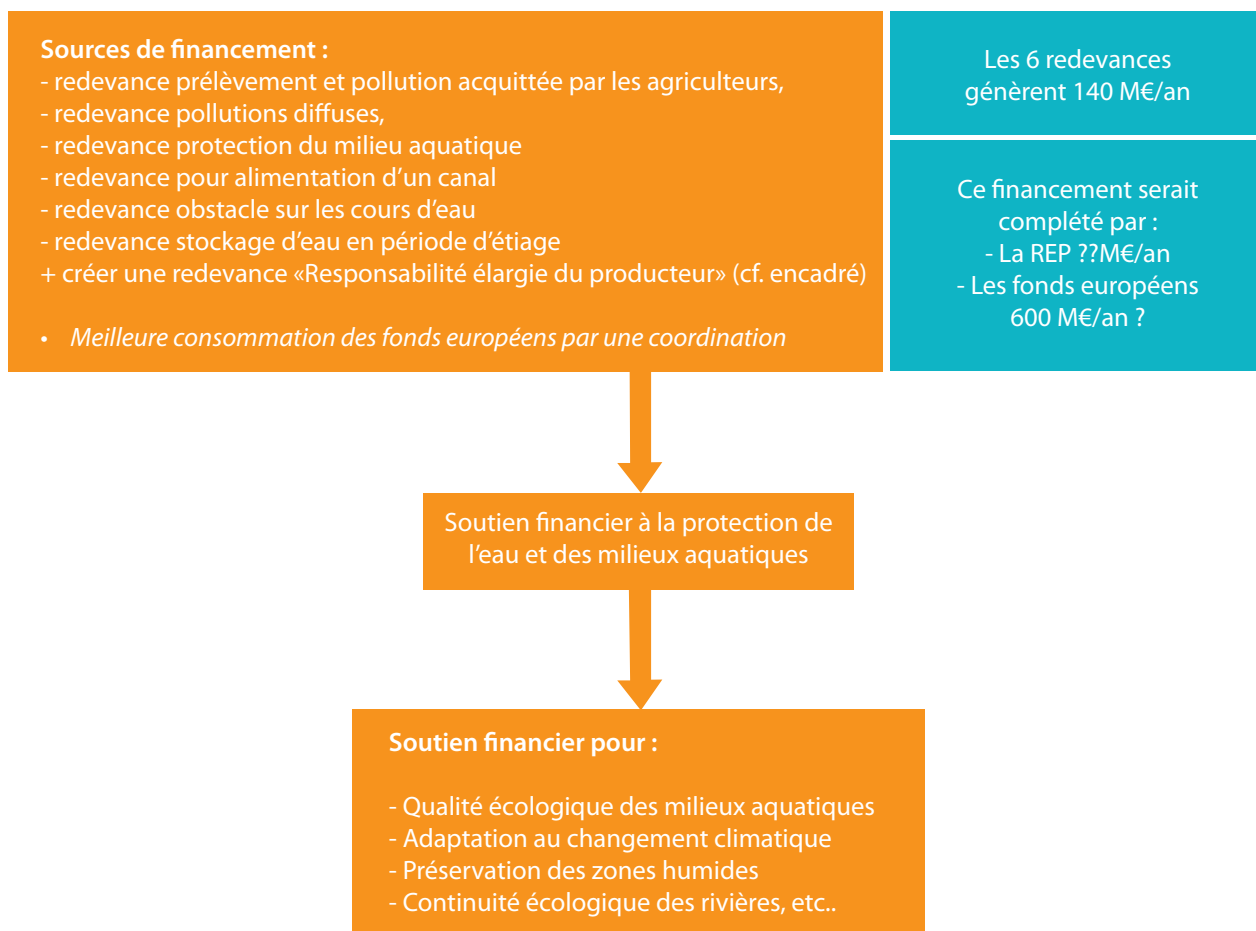 Sources de financement :
- redevance prélèvement et pollution acquittée par les agriculteurs,
- redevance pollutions diffuses,
- redevance protection du milieu aquatique
- redevance pour alimentation d'un canal
- redevance obstacle sur les cours d'eau
- redevance stockage d'eau en période d'étiage
+ créer une redevance «Responsabilité élargie du producteur» (cf. encadré)
• Meilleure consommation des fonds européens par une coordination
Les 6 redevances
génèrent 140 M€/an
Ce financement serait
complété par :
- La REP ??M€/an
- Les fonds européens
600 M€/an ?
Soutien financier à la protection de
l'eau et des milieux aquatiques
Soutien financier pour :
- Qualité écologique des milieux aquatiques
- Adaptation au changement climatique
- Préservation des zones humides
- Continuité écologique des rivières, etc..